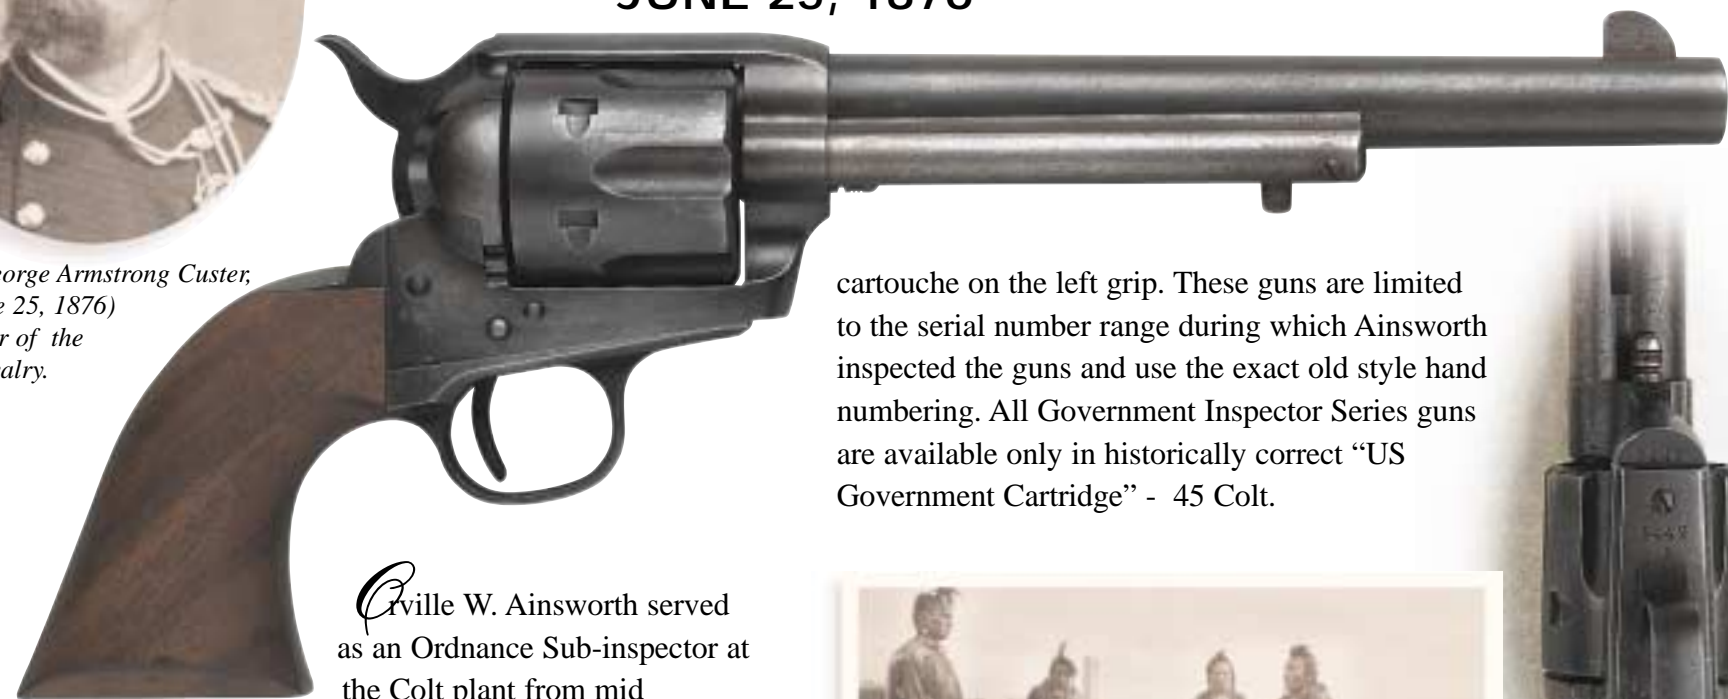 JUNE 25, 1876
George Armstrong Custer,
25, 1876)
of the
cartouche on the left grip. These guns are limited
to the serial number range during which Ainsworth
inspected the guns and use the exact old style hand
numbering. All Government Inspector Series guns
are available only in historically correct “US
Government Cartridge” - 45 Colt.
Orville W. Ainsworth served
as an Ordnance Sub-inspector at
the Colt plant from mid